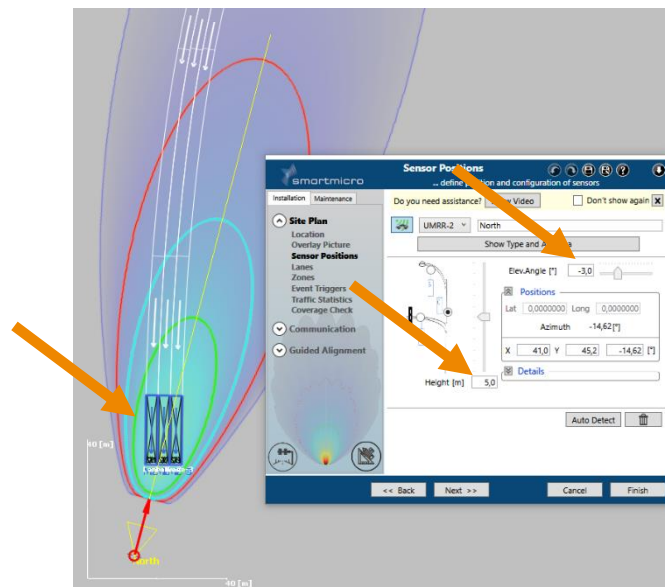 Sensor Positions
... define position and configuration of sensors
smartmicro
Installation Maintenance
Do you need assistance? Video Don't show again X
Site Plan
Location
Overlay Picture
Sensor Positions
Lanes
Zones
Event Triggers
Traffic Statistics
Coverage Check
Communication
Guided Alignment
UMRR-2 North
Show Type and
Elev.Angle [°] -3,0
Positions
Lat 0,0000000 Long 0,0000000
Azimuth -14,62[°]
X 41,0 Y 45,2 -14,62 [°]
Details
Height [m] 5,0
Auto Detect
<< Back Next >> Cancel Finish
40 [m]
North
40 [m]